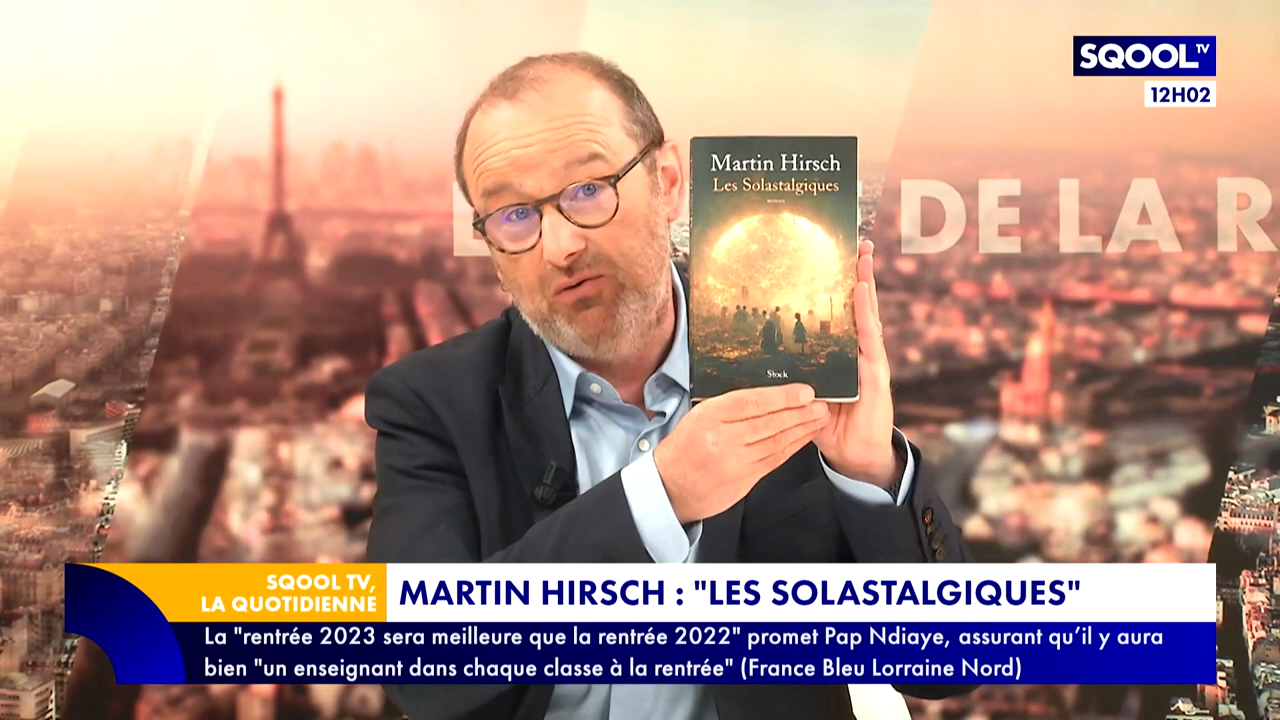 SQOOL TV
12H02
DE LA R
Martin Hirsch
Les Solastalgiques
ROMAN
Stock
SQOOL TV,
LA QUOTIDIENNE
MARTIN HIRSCH : "LES SOLASTALGIQUES"
La "rentrée 2023 sera meilleure que la rentrée 2022" promet Pap Ndiaye, assurant qu’il y aura
bien "un enseignant dans chaque classe à la rentrée" (France Bleu Lorraine Nord)